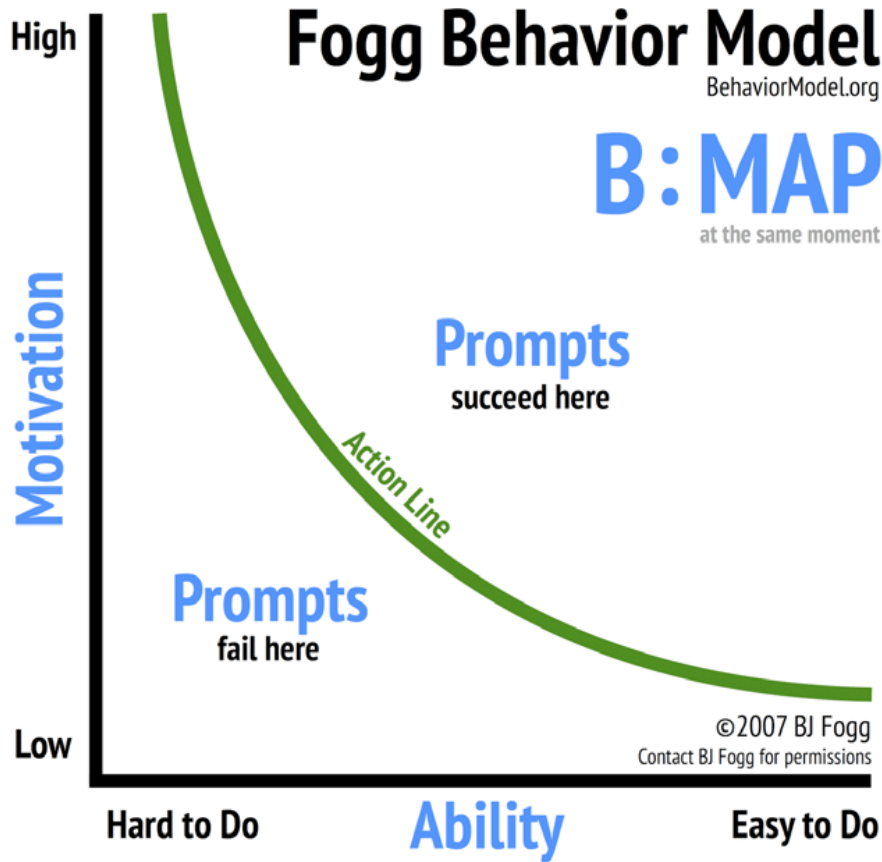 High
Fogg Behavior Model
BehaviorModel.org
B:MAP
at the same moment
Motivation
Prompts
succeed here
Action Line
Prompts
fail here
Low
©2007 BJ Fogg
Contact BJ Fogg for permissions
Hard to Do
Ability
Easy to Do